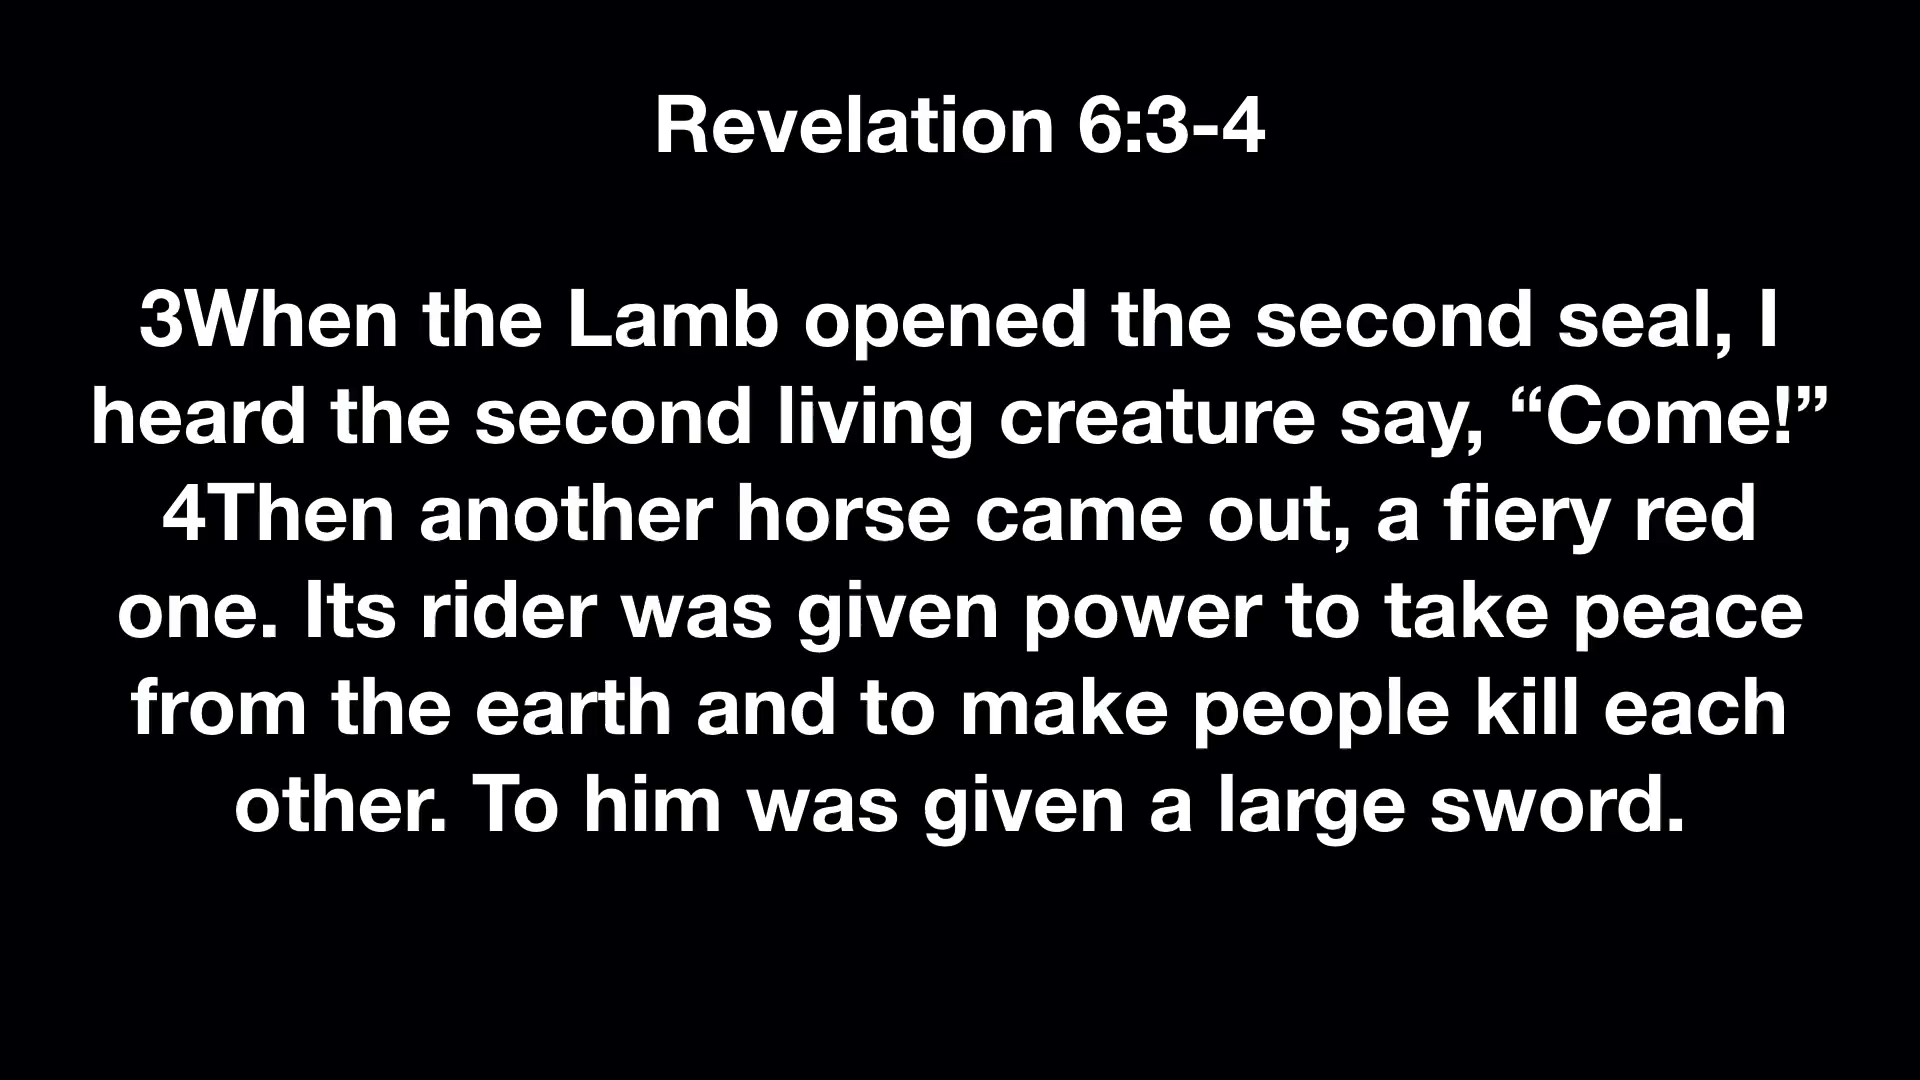 Revelation 6:3-4
3When the Lamb opened the second seal, I
heard the second living creature say, “Come!”
4Then another horse came out, a fiery red
one. Its rider was given power to take peace
from the earth and to make people kill each
other. To him was given a large sword.